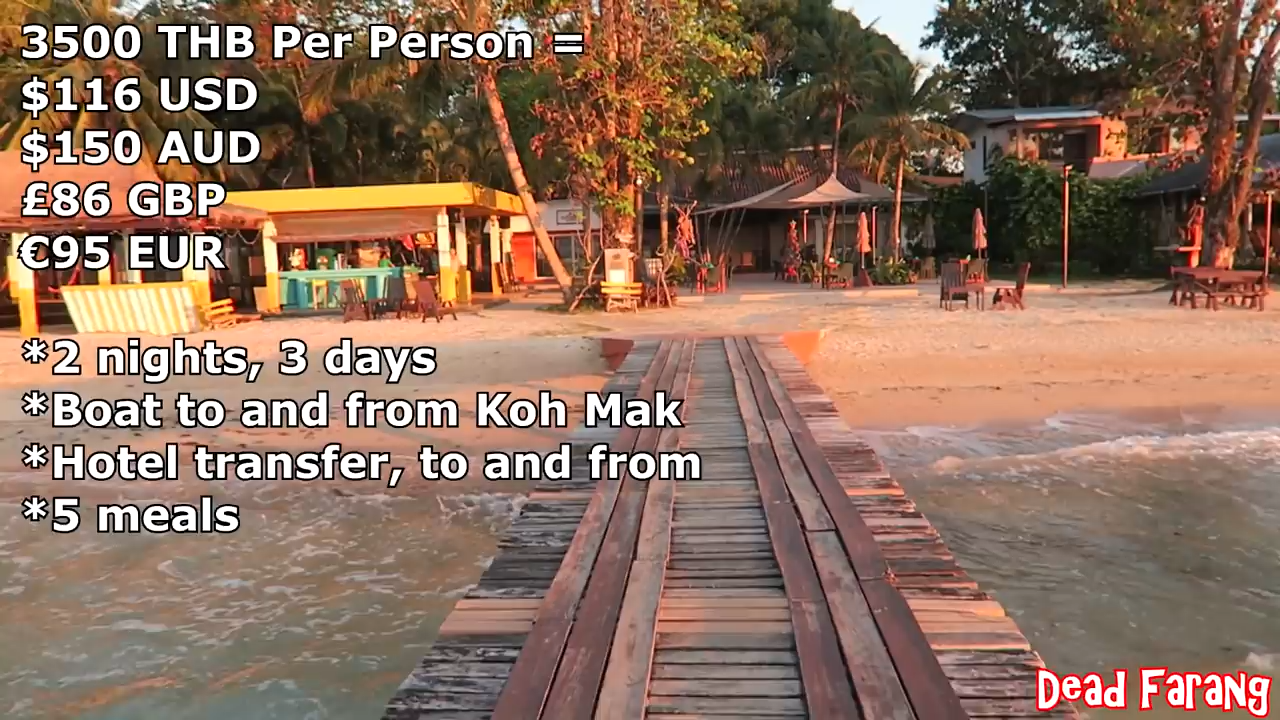 3500 THB Per Person =
$116 USD
$150 AUD
£86 GBP
€95 EUR
*2 nights, 3 days
*Boat to and from Koh Mak
*Hotel transfer, to and from
*5 meals
Dead Farang